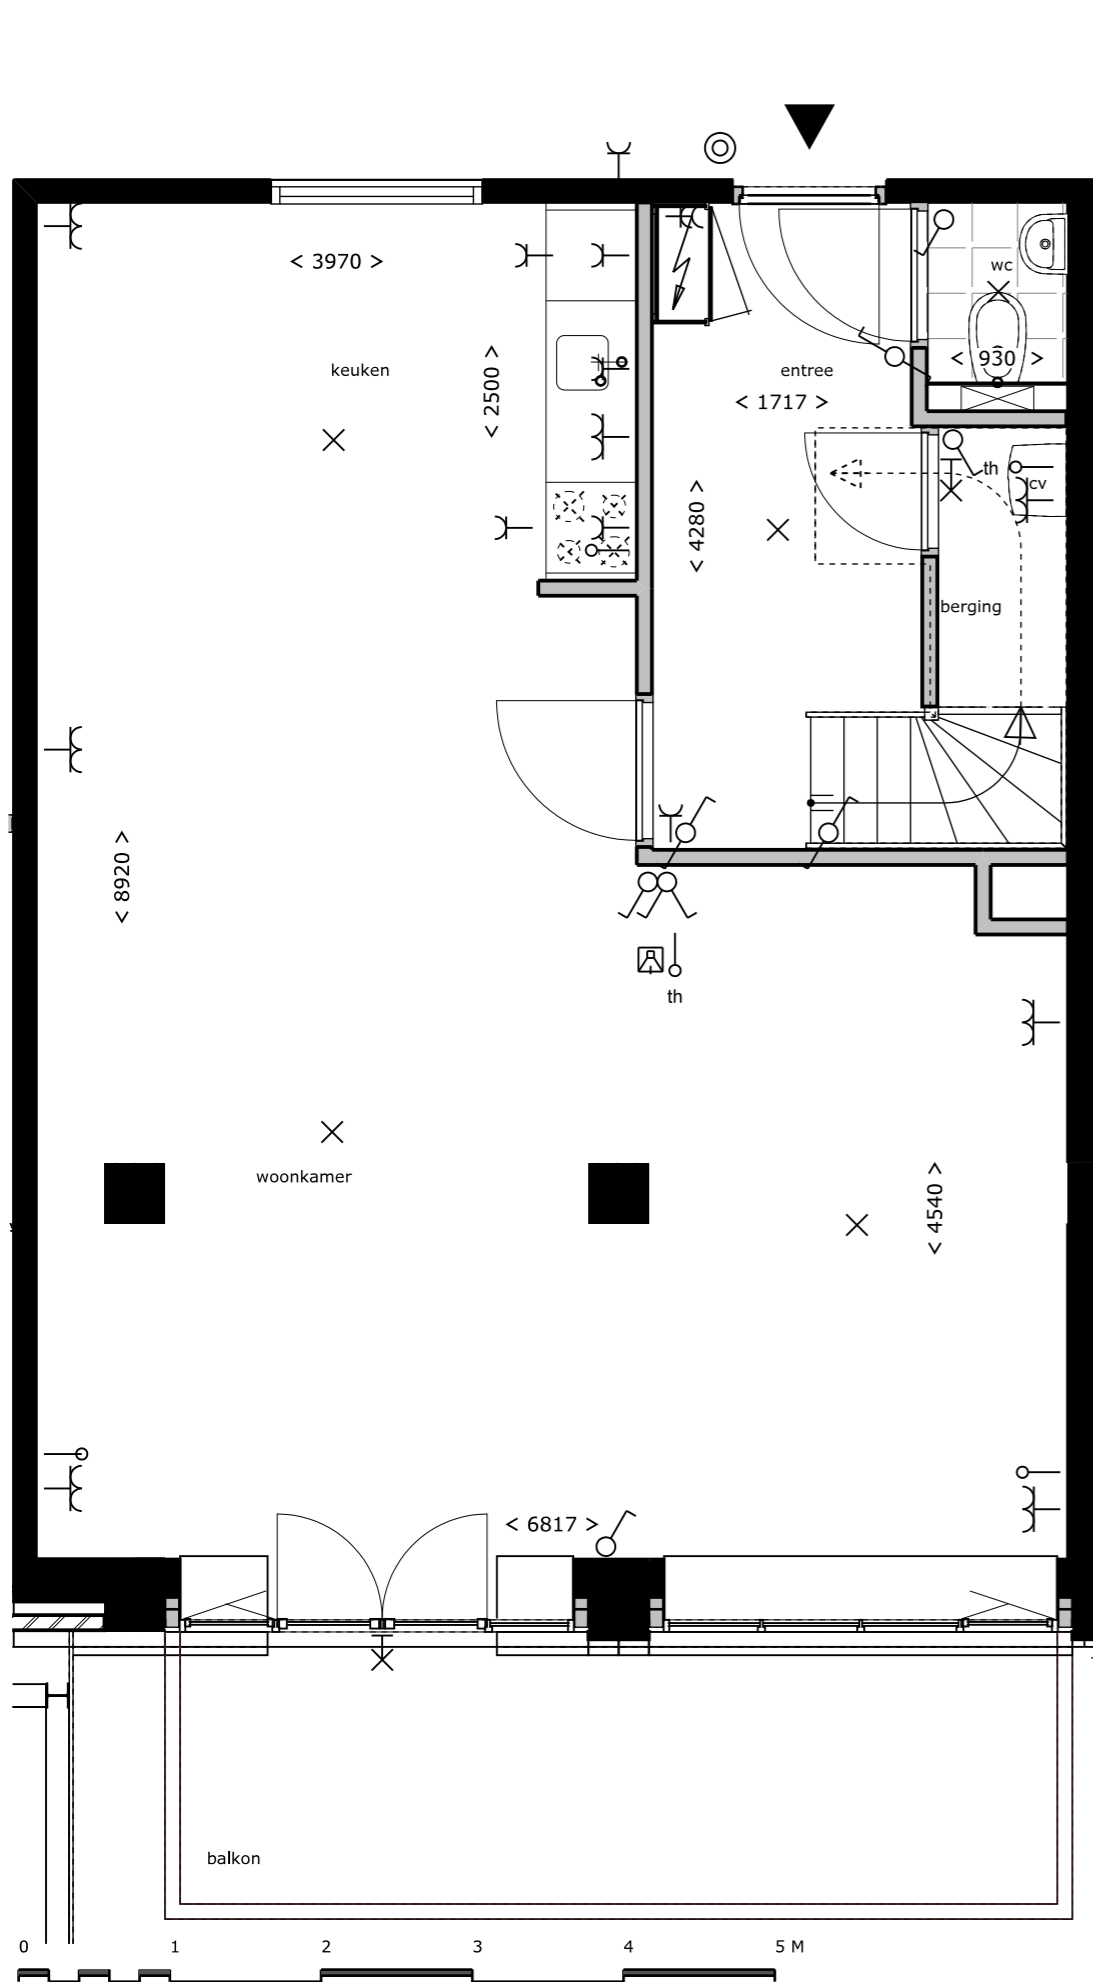 wc
< 3970 >
< 930 >
keuken
< 2500 >
entree
< 1717 >
th
cv
< 4280 >
berging
< 8920 >
th
woonkamer
< 4540 >
< 6817 >
balkon
0 1 2 3 4 5 M